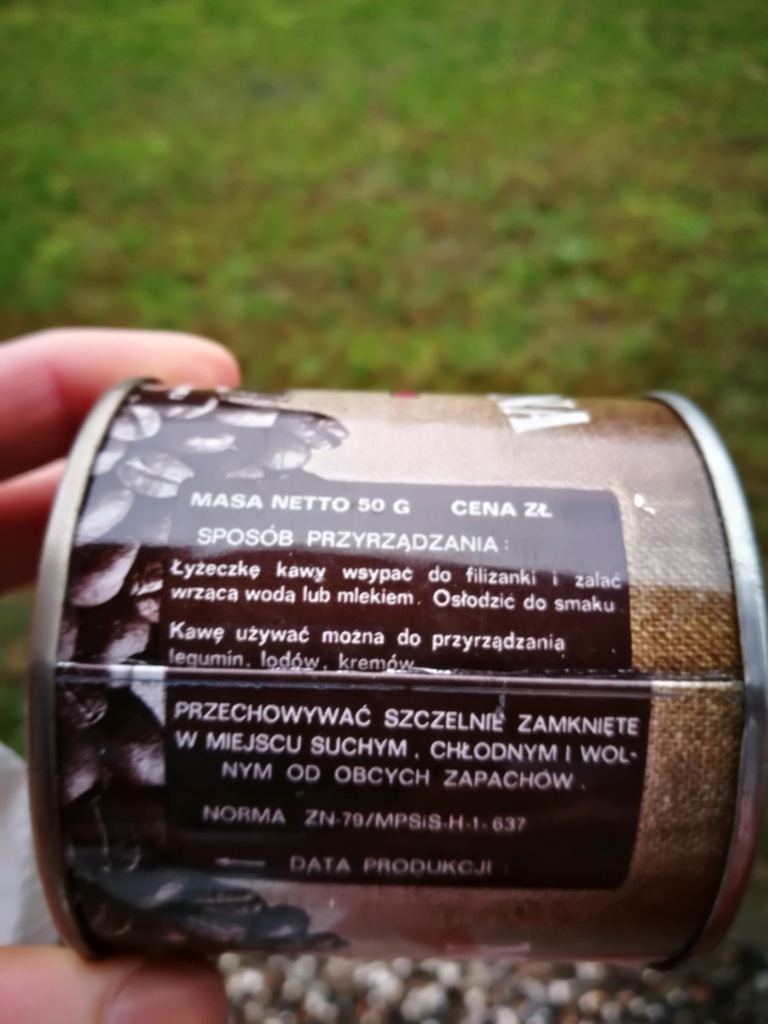 MASA NETTO 50 G CENA ZŁ
SPOSÓB PRZYRZĄDZANIA:
Łyżeczkę kawy wsypać do filiżanki i zalać
wrzącą wodą lub mlekiem. Osłodzić do smaku
Kawę używać można do przyrządzania
legumin, lodów, kremów
PRZECHOWYWAĆ SZCZELNIE ZAMKNIĘTE
W MIEJSCU SUCHYM, CHŁODNYM I WOL-
NYM OD OBCYCH ZAPACHÓW.
NORMA ZN-79/MPSiS-H-1-637
DATA PRODUKCJI